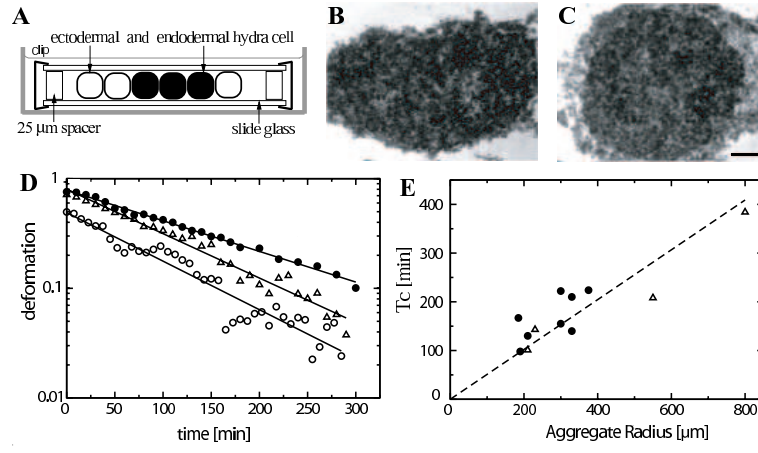 A
ectodermal and endodermal hydra cell
clip
25 µm spacer
slide glass
B
C
D
1
0.1
0.01
deformation
0 50 100 150 200 250 300
time [min]
E
400
300
200
100
0
Tc [min]
0 200 400 600 800
Aggregate Radius [µm]